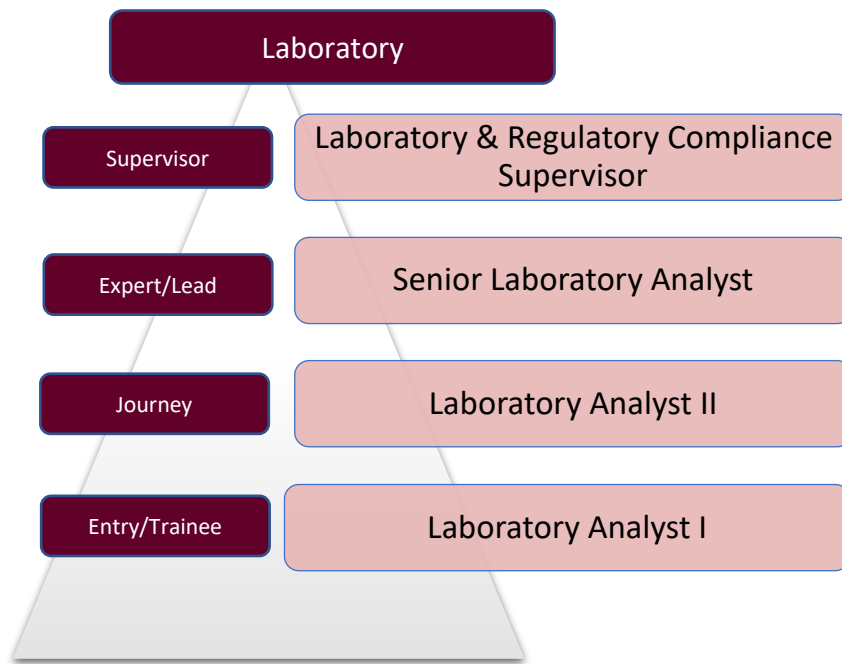 Laboratory
Supervisor
Laboratory & Regulatory Compliance
Supervisor
Expert/Lead
Senior Laboratory Analyst
Journey
Laboratory Analyst II
Entry/Trainee
Laboratory Analyst I